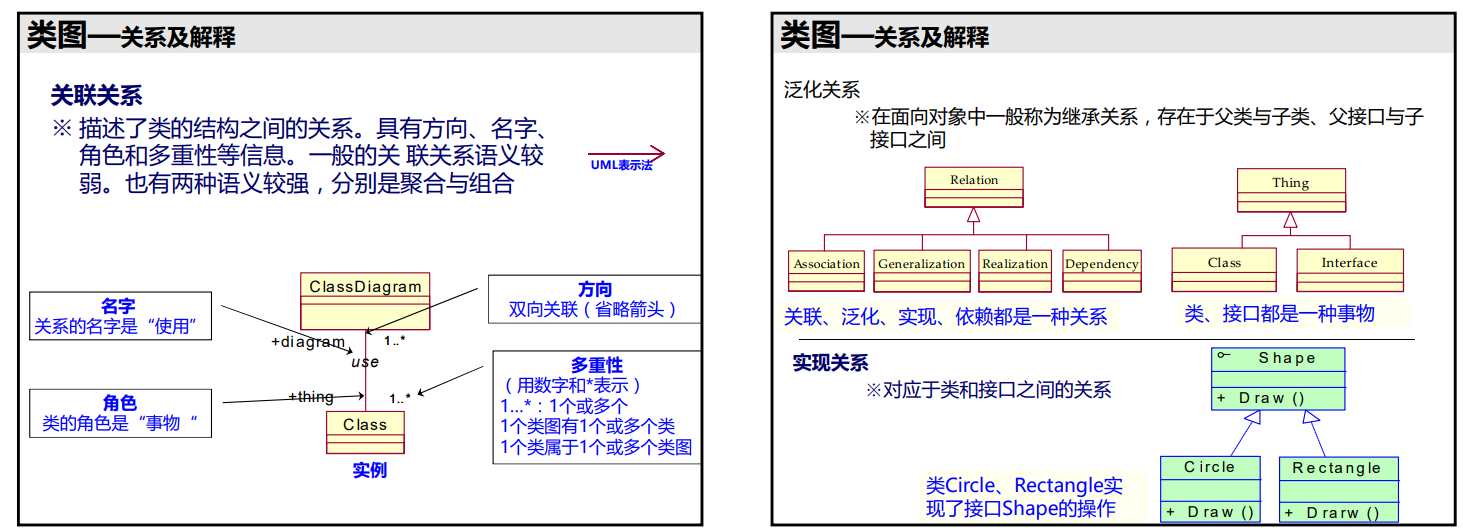 类图—关系及解释
关联关系
※ 描述了类的结构之间的关系。具有方向、名字、
角色和多重性等信息。一般的关 联关系语义较
弱。也有两种语义较强，分别是聚合与组合
UML表示法
名字
关系的名字是“使用”
角色
类的角色是“事物“
ClassDiagram
+diagram
1..*
use
+thing
1..*
Class
实例
方向
双向关联（省略箭头）
多重性
（用数字和*表示）
1...*：1个或多个
1个类图有1个或多个类
1个类属于1个或多个类图
类图—关系及解释
泛化关系
※在面向对象中一般称为继承关系，存在于父类与子类、父接口与子
接口之间
Relation
Association
Generalization
Realization
Dependency
关联、泛化、实现、依赖都是一种关系
Thing
Class
Interface
类、接口都是一种事物
实现关系
※对应于类和接口之间的关系
Shape
+ Draw ()
Circle
+ Draw ()
Rectangle
+ Drarw ()
类Circle、Rectangle实
现了接口Shape的操作